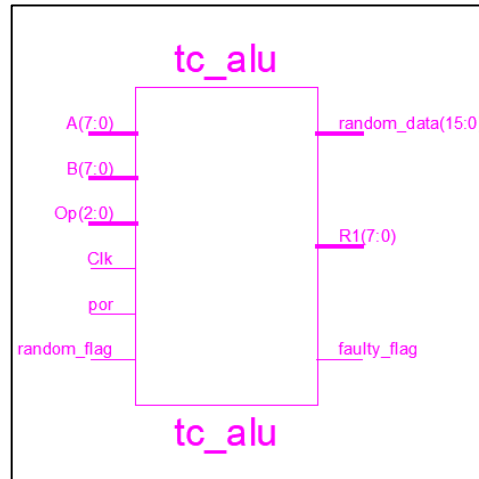 tc_alu
A(7:0)
random_data(15:0
B(7:0)
Op(2:0)
R1(7:0)
Clk
por
random_flag
faulty_flag
tc_alu